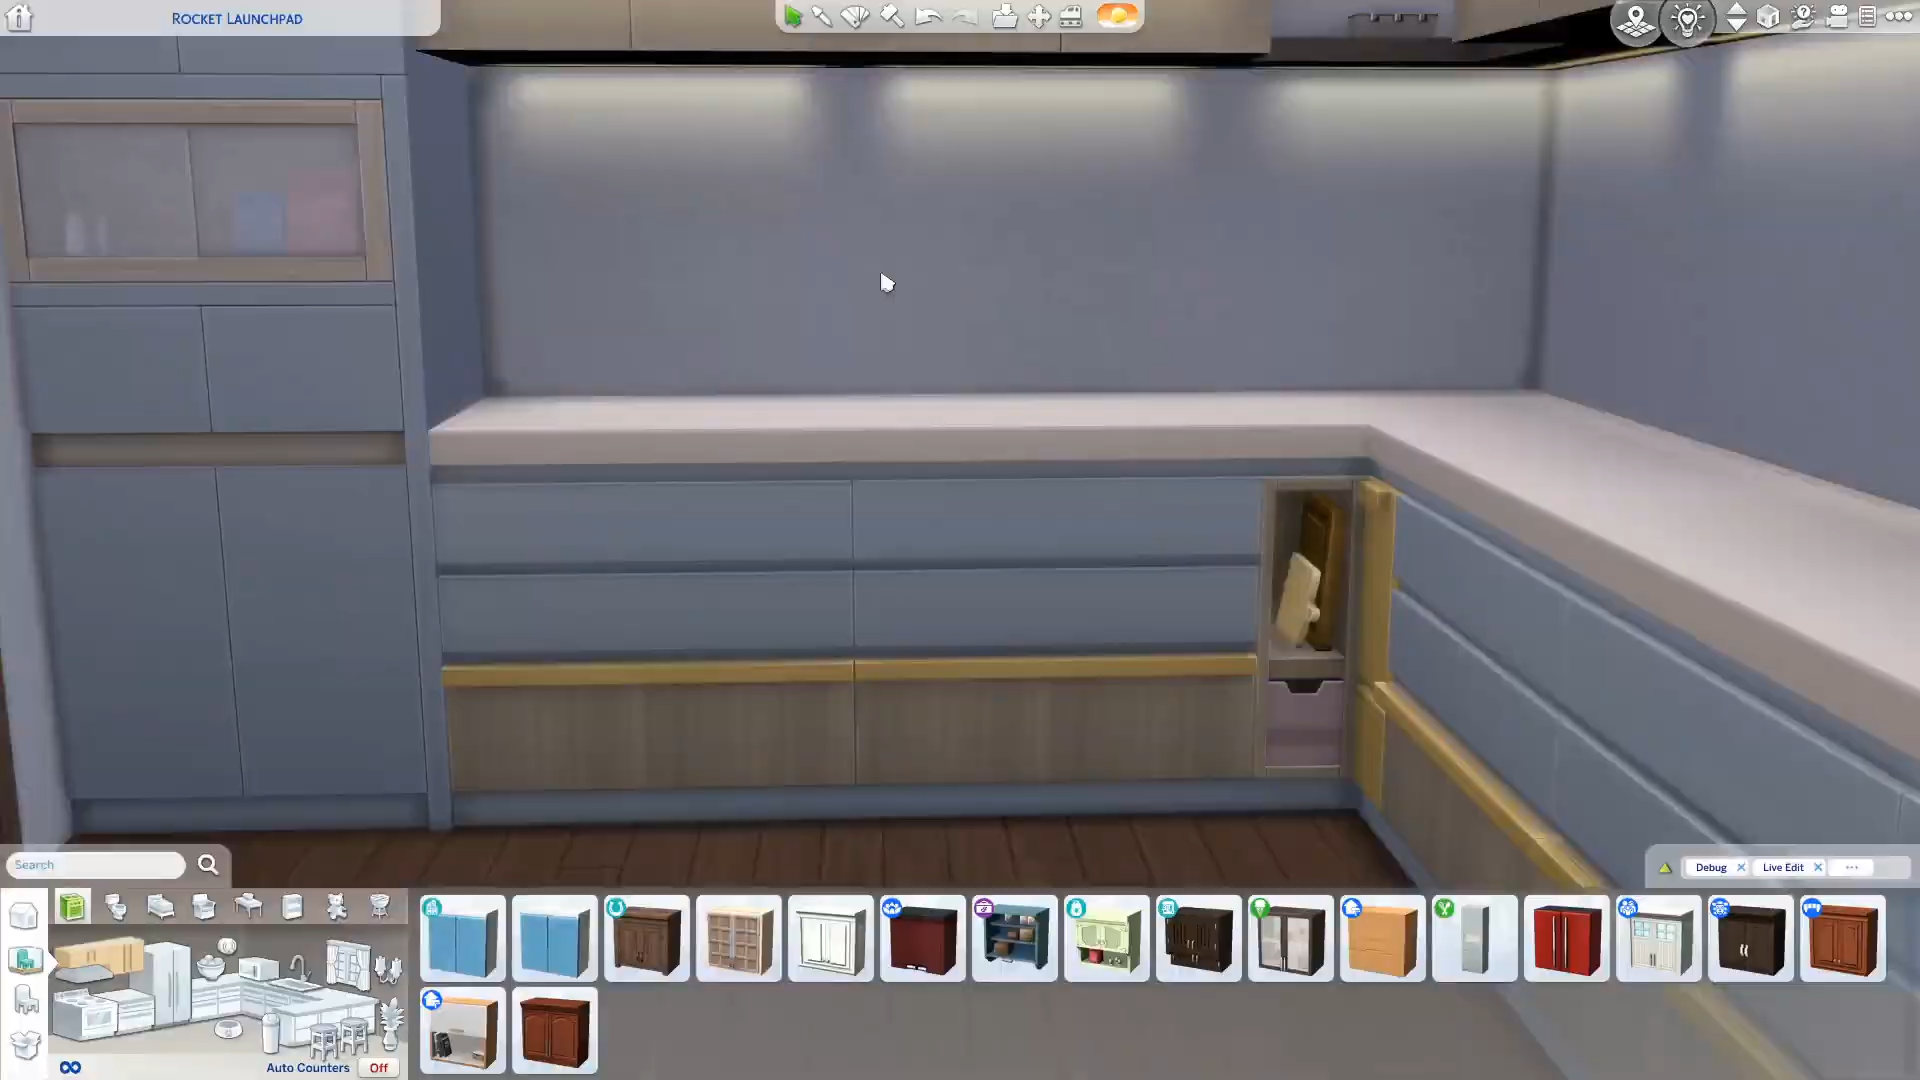 ROCKET LAUNCHPAD
Search
Debug
Live Edit
Auto Counters
Off